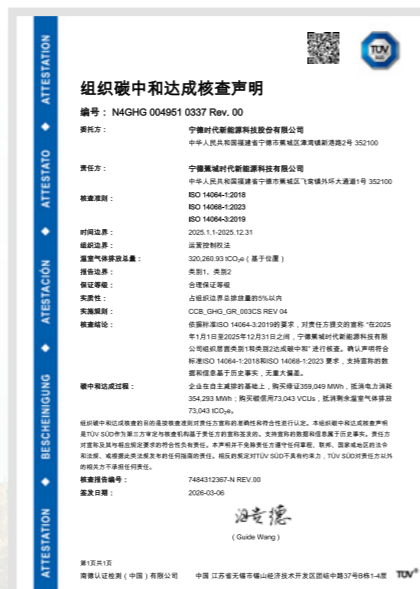 TÜV
SÜD
组织碳中和达成核查声明
编号： N4GHG 004951 0337 Rev. 00
委托方： 宁德时代新能源科技股份有限公司
中华人民共和国福建省宁德市蕉城区漳湾镇新港路2号 352100
责任方： 宁德蕉城时代新能源科技有限公司
中华人民共和国福建省宁德市蕉城区飞鸾镇外环大通道1号 352100
核查准则： ISO 14064-1:2018
ISO 14068-1:2023
ISO 14064-3:2019
时间边界： 2025.1.1-2025.12.31
组织边界： 运营控制权法
温室气体排放总量： 320,260.93 tCO₂e（基于位置）
报告边界： 类别1、类别2
保证等级： 合理保证等级
实质性： 占组织边界总排放量的5%以内
实施规则： CCB_GHG_GR_003CS REV 04
核查结论： 依据标准ISO 14064-3:2019的要求，对责任方提交的宣称 “在2025
年1月1日至2025年12月31日之间，宁德蕉城时代新能源科技有限
公司组织层面类别1和类别2达成碳中和” 进行核查。确认声明符合
标准ISO 14064-1:2018和ISO 14068-1:2023 要求，支持宣称的数
据和信息基于历史事实，无重大偏差。
碳中和达成过程： 企业在自主减排的基础上，购买绿证359,049 MWh，抵消电力消耗
354,293 MWh；购买碳信用73,043 VCUs，抵消剩余温室气体排放
73,043 tCO₂e。
组织碳中和达成核查的目的是按核查准则对责任方宣称的准确性和符合性进行认定。本组织碳中和达成核查声明
是TÜV SÜD作为第三方审定与核查机构基于责任方的宣称签发的。支持宣称的数据和信息属于历史事实。责任方
对宣称及其与相应规定要求的符合性负有责任。本声明并不免除责任方遵守任何章程、联邦、国家或地区的法令
和法规、或根据此类法规发布的任何指南的责任。相反的规定对TÜV SÜD不具有约束力，TÜV SÜD对责任方以外
的相关方不承担任何责任。
核查报告编号： 7484312367-N REV.00
签发日期： 2026-03-06
（Guide Wang）
第1页共1页
南德认证检测（中国）有限公司 中国 江苏省无锡市锡山经济技术开发区团结中路37号B栋1-4层 TÜV®
ATTESTATION ◆ BESCHEINIGUNG ◆ ATESTACIÓN ◆ ATTESTATO ◆ ATTESTATION